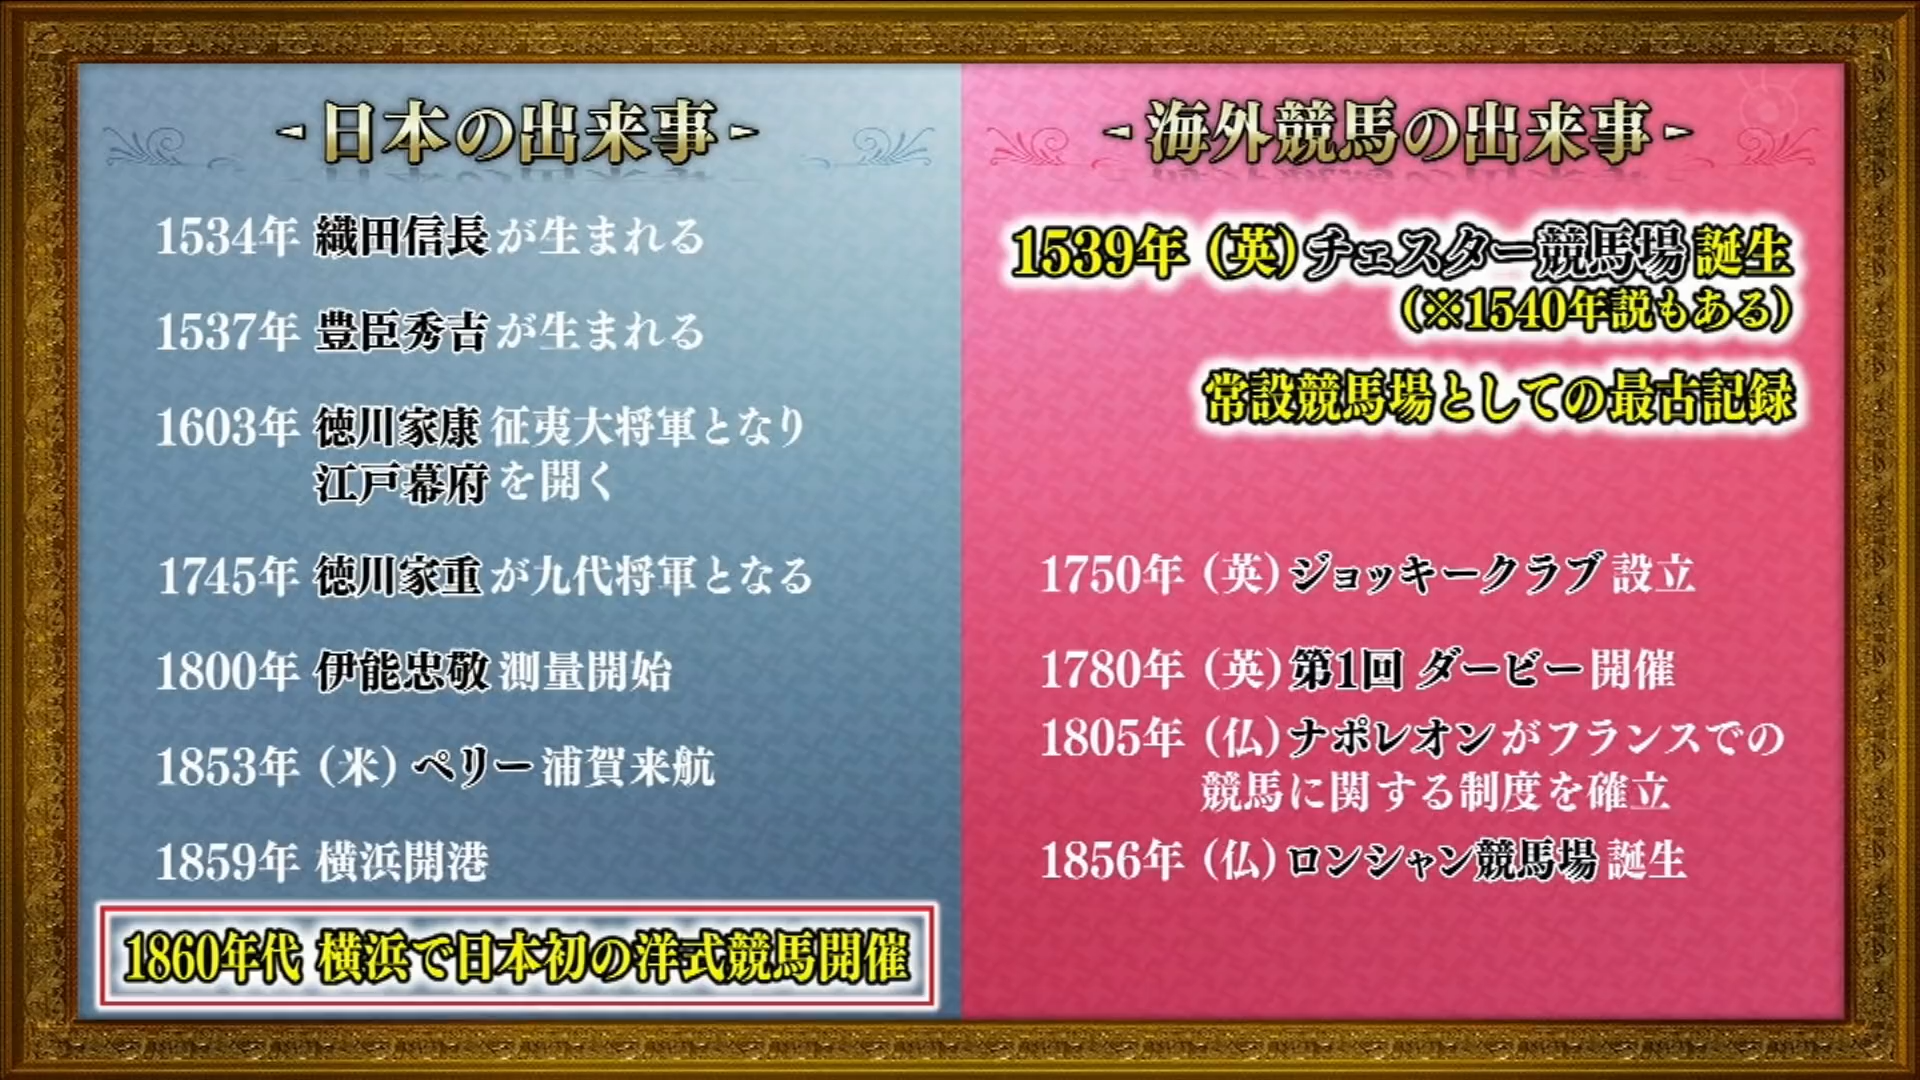 日本の出来事
1534年 織田信長が生まれる
1537年 豊臣秀吉が生まれる
1603年 徳川家康 征夷大将軍となり
江戸幕府を開く
1745年 徳川家重が九代将軍となる
1800年 伊能忠敬測量開始
1853年（米）ペリー浦賀来航
1859年 横浜開港
1860年代 横浜で日本初の洋式競馬開催
海外競馬の出来事
1539年（英）チェスター競馬場誕生
（※1540年説もある）
常設競馬場としての最古記録
1750年（英）ジョッキークラブ設立
1780年（英）第1回 ダービー開催
1805年（仏）ナポレオンがフランスでの
競馬に関する制度を確立
1856年（仏）ロンシャン競馬場誕生